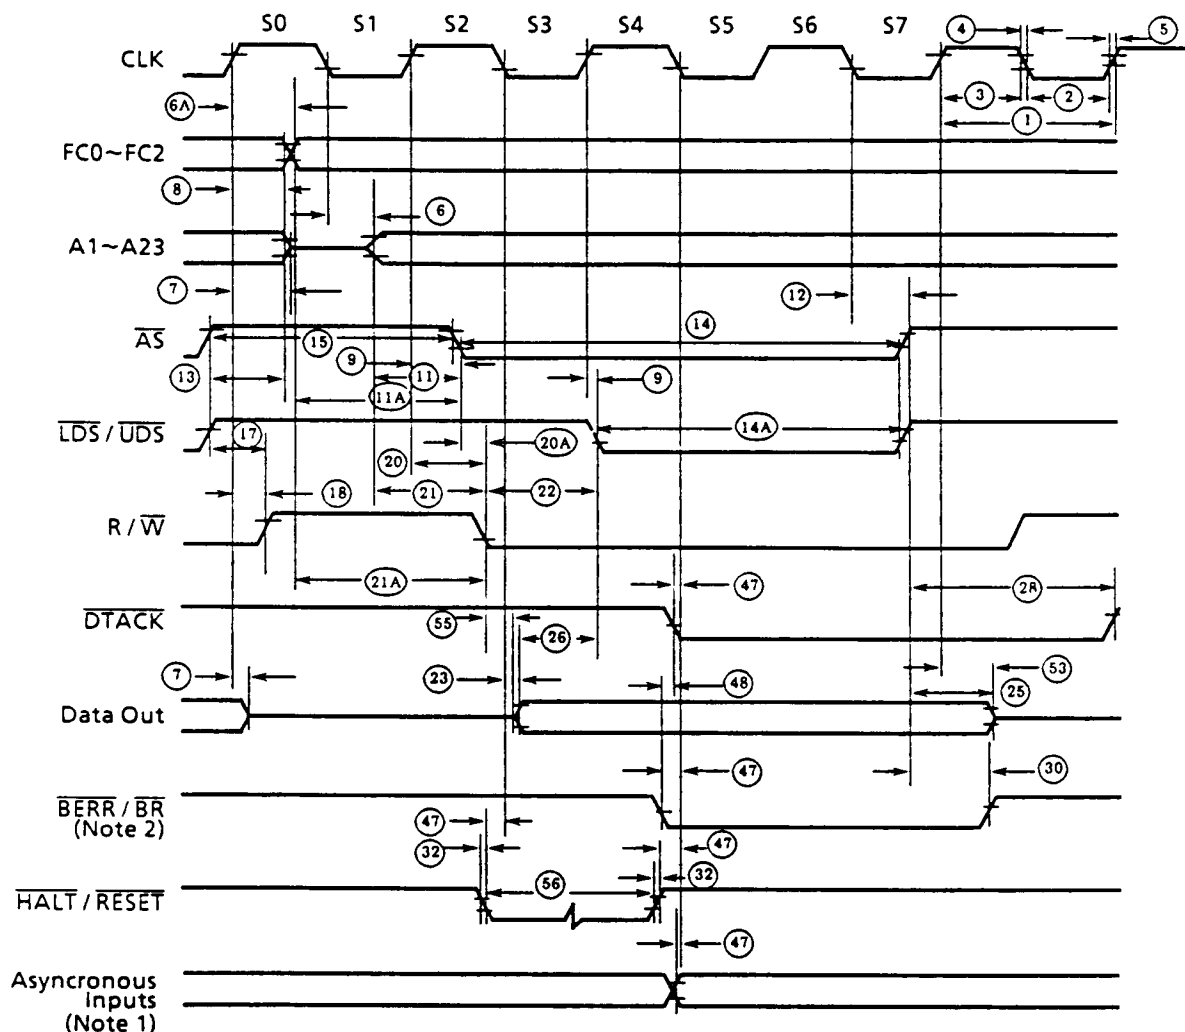 S0 S1 S2 S3 S4 S5 S6 S7
CLK
4 5
3 2
1
6A
FC0~FC2
8
6
A1~A23
7
12
AS
15 14
9
13 11 9
11A
LDS / UDS
17 20A 14A
20
18 21 22
R / W
21A
47 28
DTACK
55 26
53
7 23 48 25
Data Out
47 30
BERR / BR
(Note 2)
47
32 47
56 32
HALT / RESET
47
Asyncronous
Inputs
(Note 1)